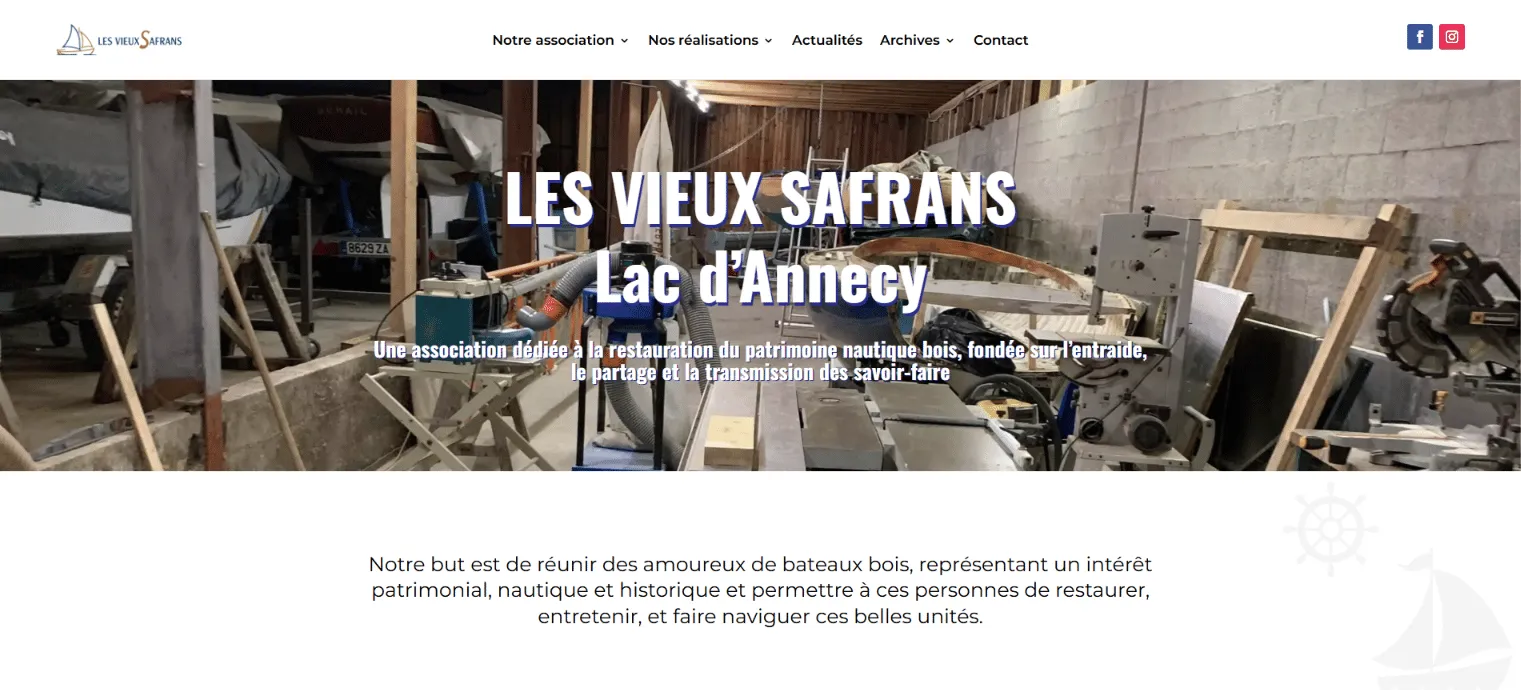 LES VIEUX SAFRANS
Notre association
Nos réalisations
Actualités
Archives
Contact
LES VIEUX SAFRANS
Lac d’Annecy
Une association dédiée à la restauration du patrimoine nautique bois, fondée sur l’entraide,
le partage et la transmission des savoir-faire
8629 ZA
Notre but est de réunir des amoureux de bateaux bois, représentant un intérêt
patrimonial, nautique et historique et permettre à ces personnes de restaurer,
entretenir, et faire naviguer ces belles unités.